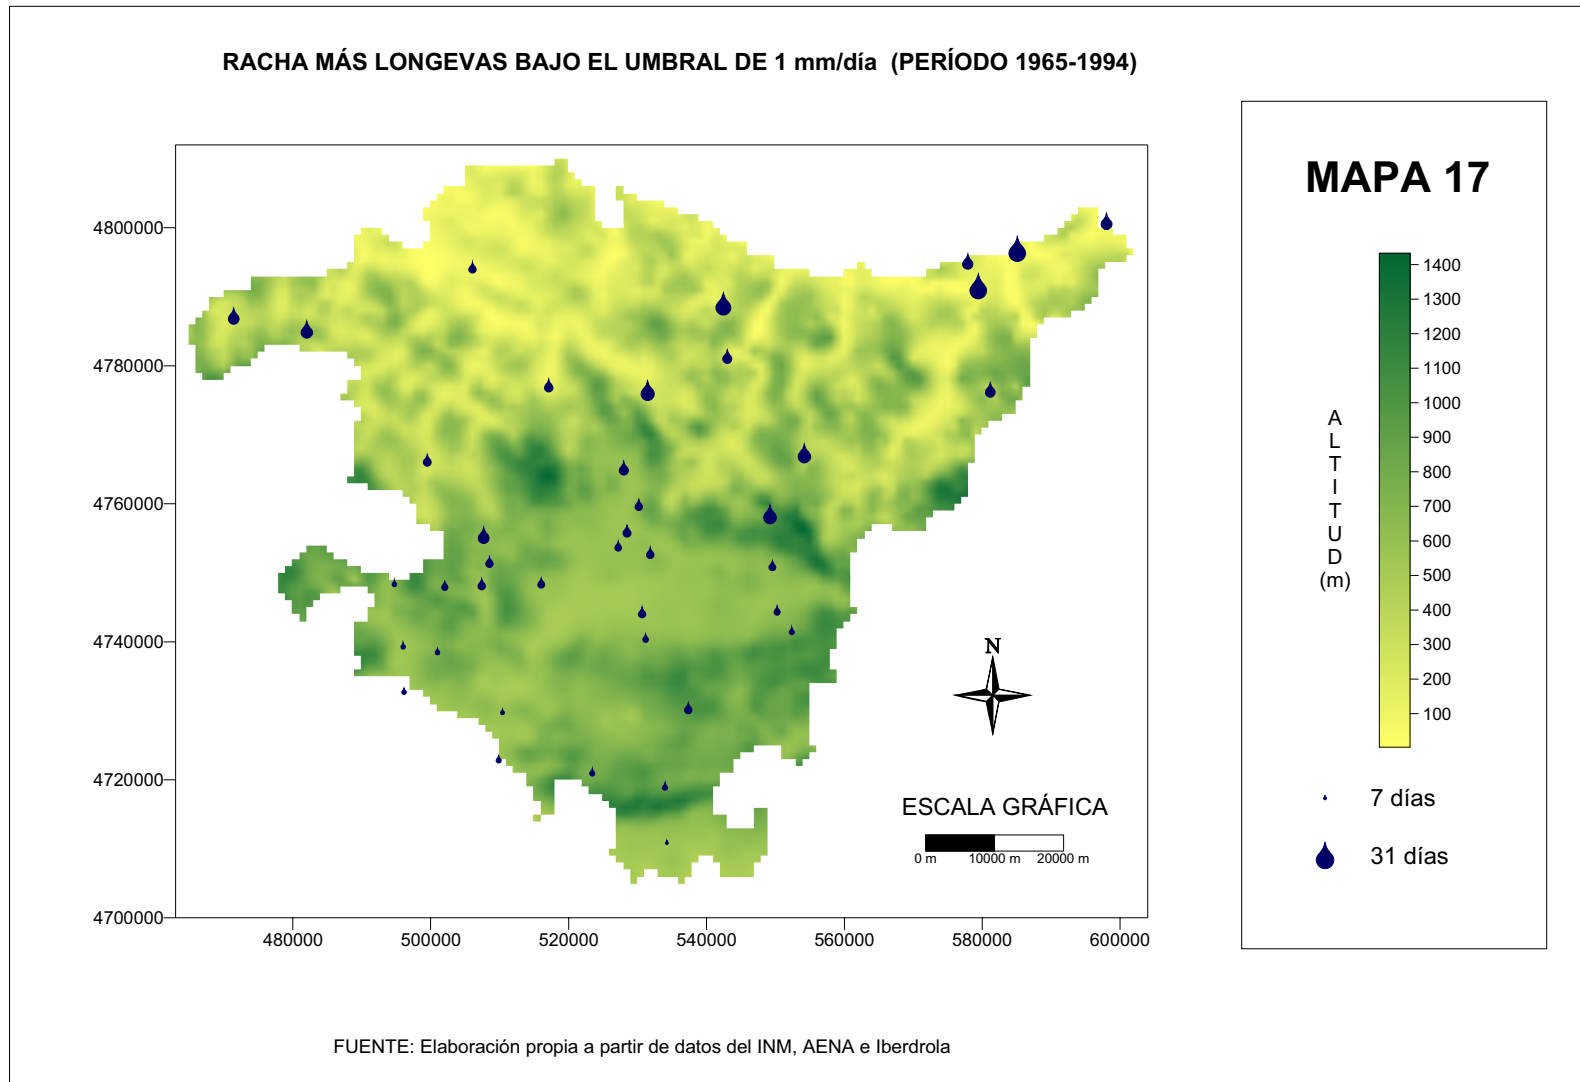 RACHA MÁS LONGEVAS BAJO EL UMBRAL DE 1 mm/día (PERÍODO 1965-1994)
MAPA 17
4800000
4780000
4760000
4740000
4720000
4700000
480000
500000
520000
540000
560000
580000
600000
N
ESCALA GRÁFICA
0 m
10000 m
20000 m
ALTITUD
(m)
1400
1300
1200
1100
1000
900
800
700
600
500
400
300
200
100
7 días
31 días
FUENTE: Elaboración propia a partir de datos del INM, AENA e Iberdrola